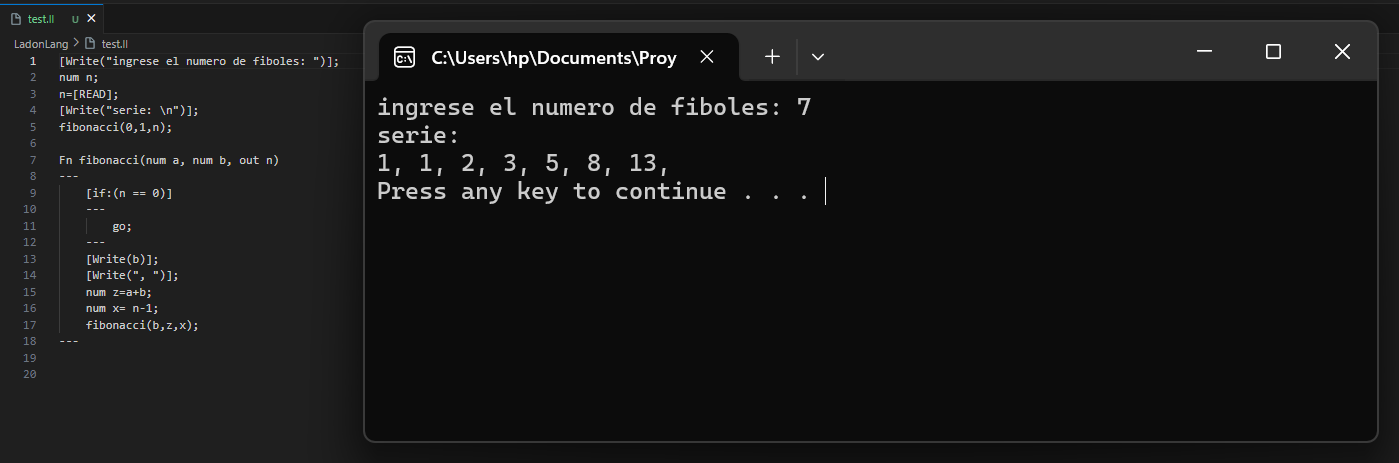 test.ll U
LadonLang > test.ll
1 [Write("ingrese el numero de fiboles: ")];
2 num n;
3 n=[READ];
4 [Write("serie: \n")];
5 fibonacci(0,1,n);
6
7 Fn fibonacci(num a, num b, out n)
8 ---
9 [if:(n == 0)]
10 ---
11 go;
12 ---
13 [Write(b)];
14 [Write(", ")];
15 num z=a+b;
16 num x= n-1;
17 fibonacci(b,z,x);
18 ---
19
20
C:\Users\hp\Documents\Proy
ingrese el numero de fiboles: 7
serie:
1, 1, 2, 3, 5, 8, 13,
Press any key to continue . . .